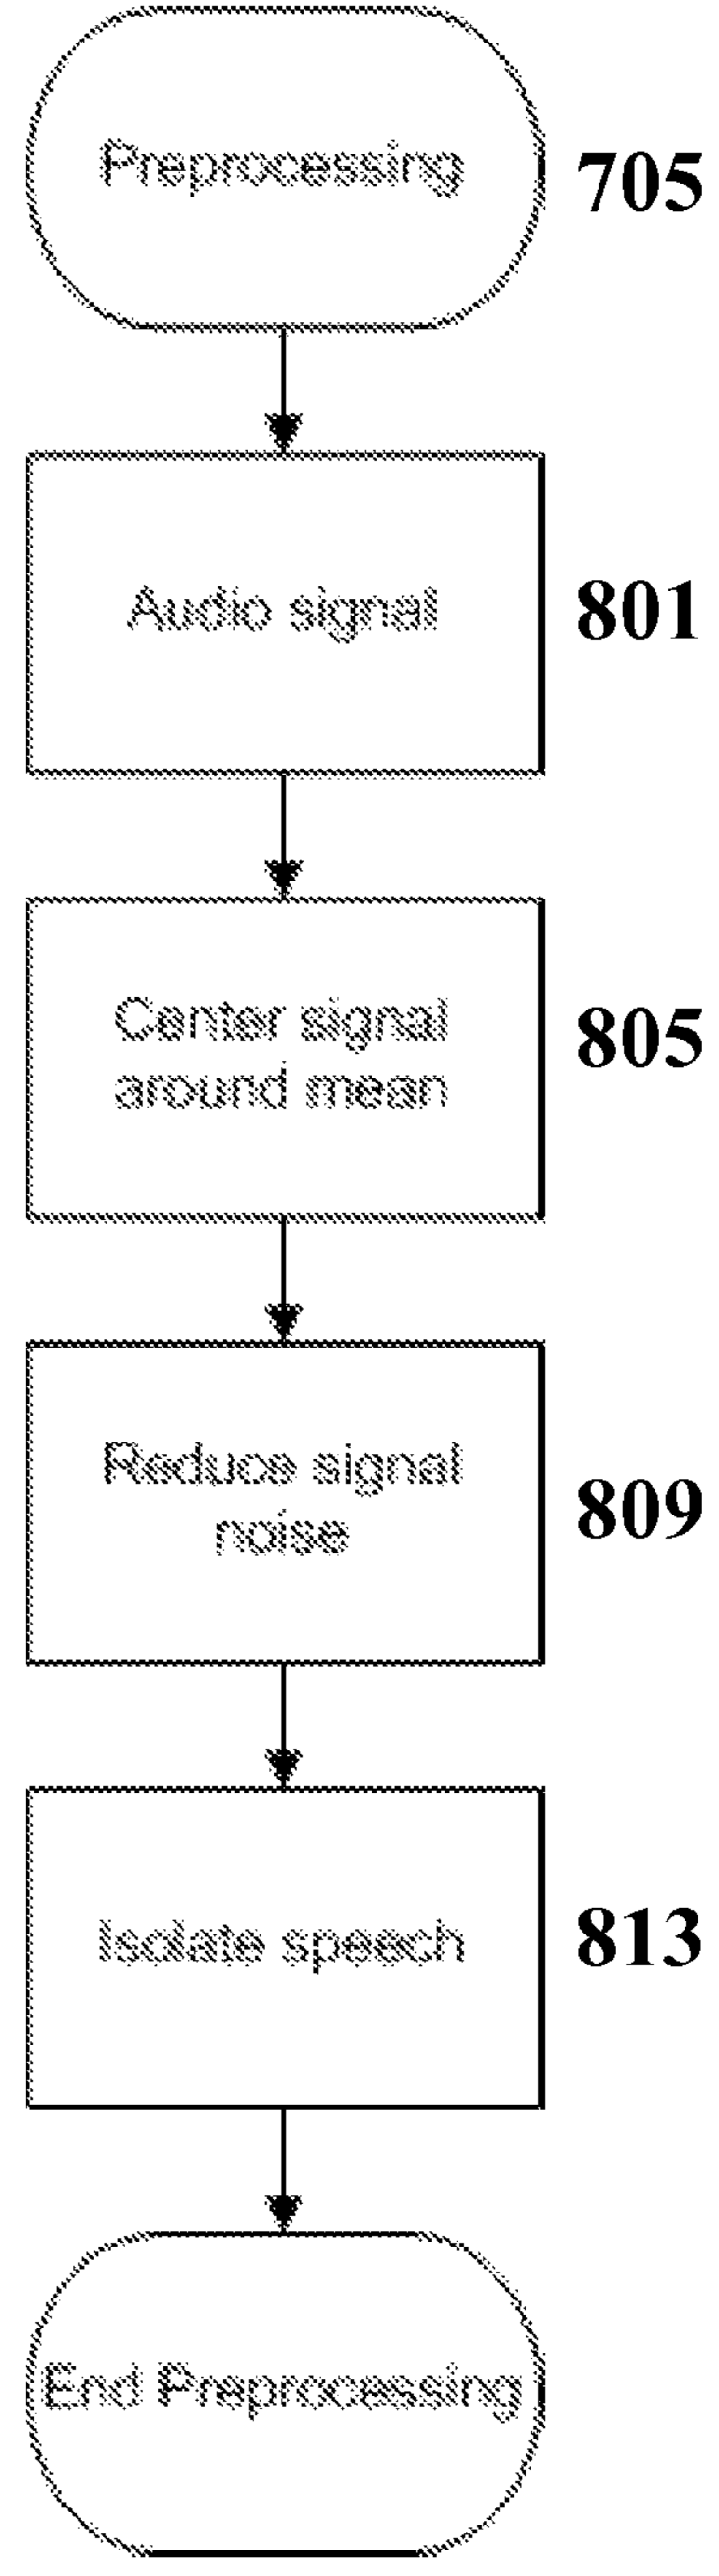 Preprocessing
705
Audio signal
801
Center signal
around mean
805
Reduce signal
noise
809
Isolate speech
813
End Preprocessing